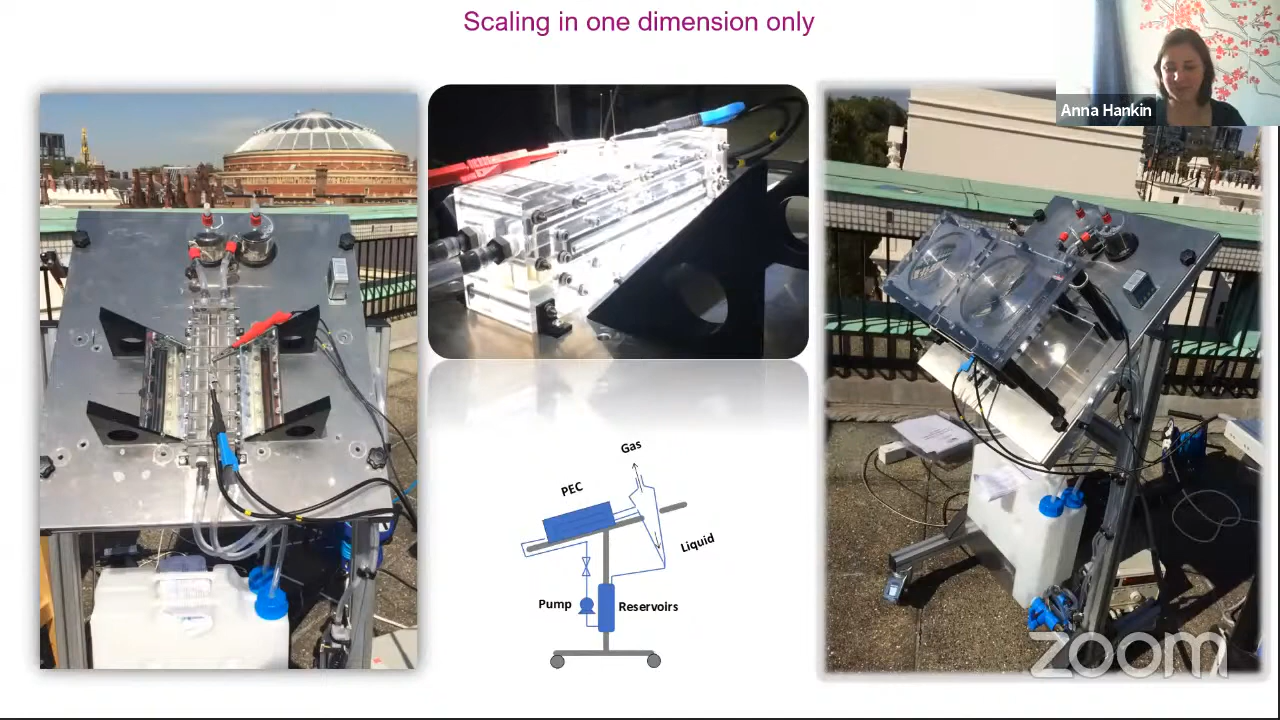 Scaling in one dimension only
Anna Hankin
Gas
PEC
Liquid
Pump
Reservoirs
zoom